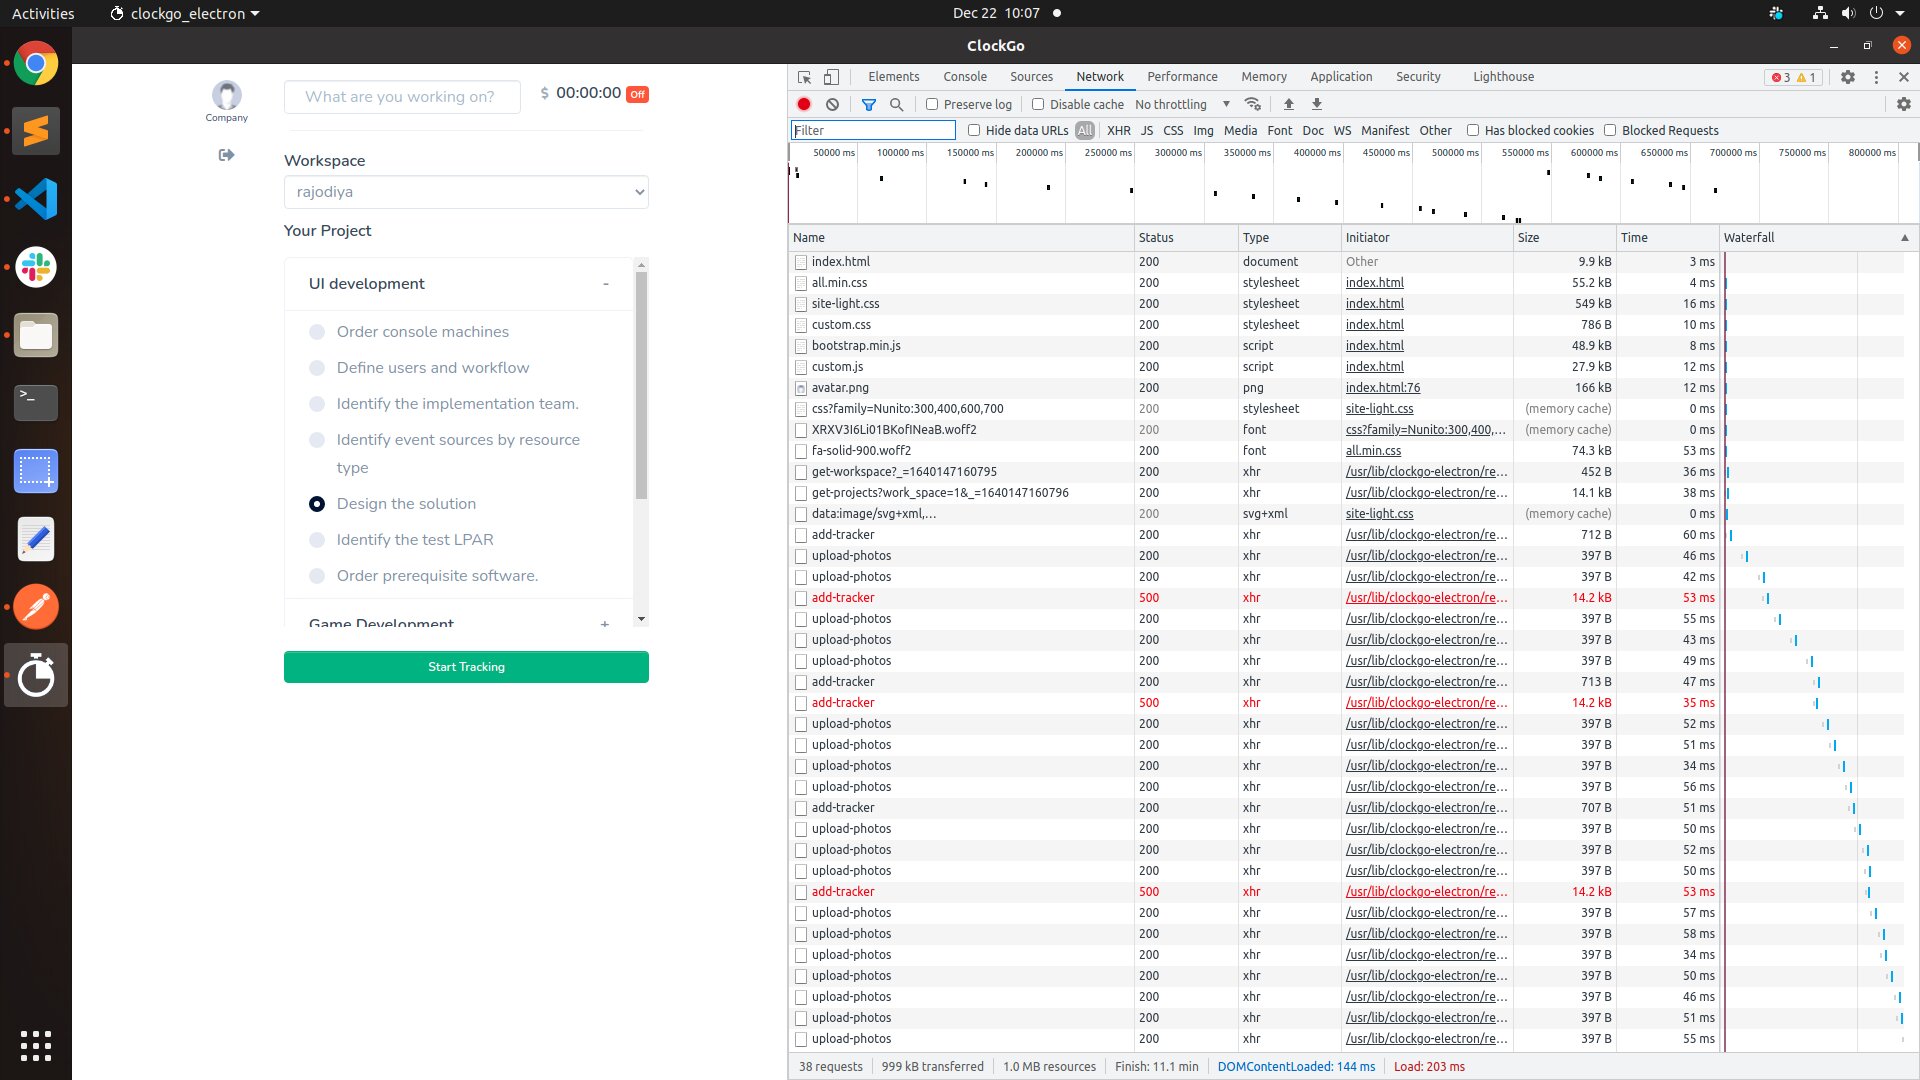 Activities
clockgo_electron
Dec 22 10:07
ClockGo
Company
What are you working on?
$ 00:00:00 Off
Workspace
rajodiya
Your Project
UI development -
Order console machines
Define users and workflow
Identify the implementation team.
Identify event sources by resource
type
Design the solution
Identify the test LPAR
Order prerequisite software.
Game Development +
Start Tracking
Elements Console Sources Network Performance Memory Application Security Lighthouse 3 1
Preserve log Disable cache No throttling
Filter Hide data URLs All XHR JS CSS Img Media Font Doc WS Manifest Other Has blocked cookies Blocked Requests
50000 ms 100000 ms 150000 ms 200000 ms 250000 ms 300000 ms 350000 ms 400000 ms 450000 ms 500000 ms 550000 ms 600000 ms 650000 ms 700000 ms 750000 ms 800000 ms
Name Status Type Initiator Size Time Waterfall
index.html 200 document Other 9.9 kB 3 ms
all.min.css 200 stylesheet index.html 55.2 kB 4 ms
site-light.css 200 stylesheet index.html 549 kB 16 ms
custom.css 200 stylesheet index.html 786 B 10 ms
bootstrap.min.js 200 script index.html 48.9 kB 8 ms
custom.js 200 script index.html 27.9 kB 12 ms
avatar.png 200 png index.html:76 166 kB 12 ms
css?family=Nunito:300,400,600,700 200 stylesheet site-light.css (memory cache) 0 ms
XRXV3I6Li01BKofINeaB.woff2 200 font css?family=Nunito:300,400,… (memory cache) 0 ms
fa-solid-900.woff2 200 font all.min.css 74.3 kB 53 ms
get-workspace?_=1640147160795 200 xhr /usr/lib/clockgo-electron/re… 452 B 36 ms
get-projects?work_space=1&_=1640147160796 200 xhr /usr/lib/clockgo-electron/re… 14.1 kB 38 ms
data:image/svg+xml,… 200 svg+xml site-light.css (memory cache) 0 ms
add-tracker 200 xhr /usr/lib/clockgo-electron/re… 712 B 60 ms
upload-photos 200 xhr /usr/lib/clockgo-electron/re… 397 B 46 ms
upload-photos 200 xhr /usr/lib/clockgo-electron/re… 397 B 42 ms
add-tracker 500 xhr /usr/lib/clockgo-electron/re… 14.2 kB 53 ms
upload-photos 200 xhr /usr/lib/clockgo-electron/re… 397 B 55 ms
upload-photos 200 xhr /usr/lib/clockgo-electron/re… 397 B 43 ms
upload-photos 200 xhr /usr/lib/clockgo-electron/re… 397 B 49 ms
add-tracker 200 xhr /usr/lib/clockgo-electron/re… 713 B 47 ms
add-tracker 500 xhr /usr/lib/clockgo-electron/re… 14.2 kB 35 ms
upload-photos 200 xhr /usr/lib/clockgo-electron/re… 397 B 52 ms
upload-photos 200 xhr /usr/lib/clockgo-electron/re… 397 B 51 ms
upload-photos 200 xhr /usr/lib/clockgo-electron/re… 397 B 34 ms
upload-photos 200 xhr /usr/lib/clockgo-electron/re… 397 B 56 ms
add-tracker 200 xhr /usr/lib/clockgo-electron/re… 707 B 51 ms
upload-photos 200 xhr /usr/lib/clockgo-electron/re… 397 B 50 ms
upload-photos 200 xhr /usr/lib/clockgo-electron/re… 397 B 52 ms
upload-photos 200 xhr /usr/lib/clockgo-electron/re… 397 B 50 ms
add-tracker 500 xhr /usr/lib/clockgo-electron/re… 14.2 kB 53 ms
upload-photos 200 xhr /usr/lib/clockgo-electron/re… 397 B 57 ms
upload-photos 200 xhr /usr/lib/clockgo-electron/re… 397 B 58 ms
upload-photos 200 xhr /usr/lib/clockgo-electron/re… 397 B 34 ms
upload-photos 200 xhr /usr/lib/clockgo-electron/re… 397 B 50 ms
upload-photos 200 xhr /usr/lib/clockgo-electron/re… 397 B 46 ms
upload-photos 200 xhr /usr/lib/clockgo-electron/re… 397 B 51 ms
upload-photos 200 xhr /usr/lib/clockgo-electron/re… 397 B 55 ms
38 requests 999 kB transferred 1.0 MB resources Finish: 11.1 min DOMContentLoaded: 144 ms Load: 203 ms